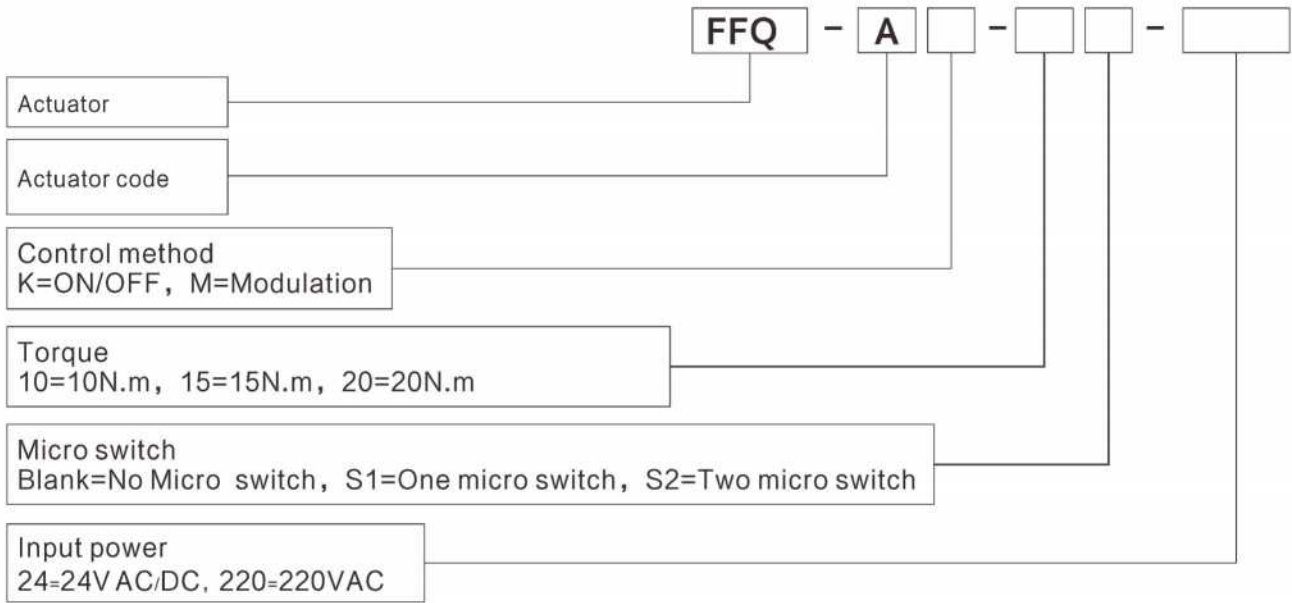 FFQ - A - -
Actuator
Actuator code
Control method
K=ON/OFF, M=Modulation
Torque
10=10N.m, 15=15N.m, 20=20N.m
Micro switch
Blank=No Micro switch, S1=One micro switch, S2=Two micro switch
Input power
24=24V AC/DC, 220=220VAC